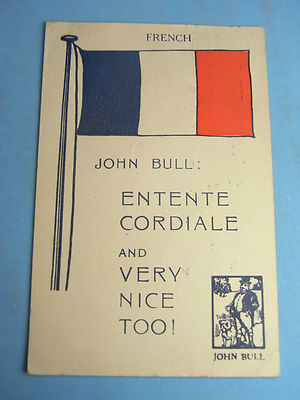 FRENCH
JOHN BULL:
ENTENTE
CORDIALE
AND
VERY
NICE
TOO!
JOHN BULL